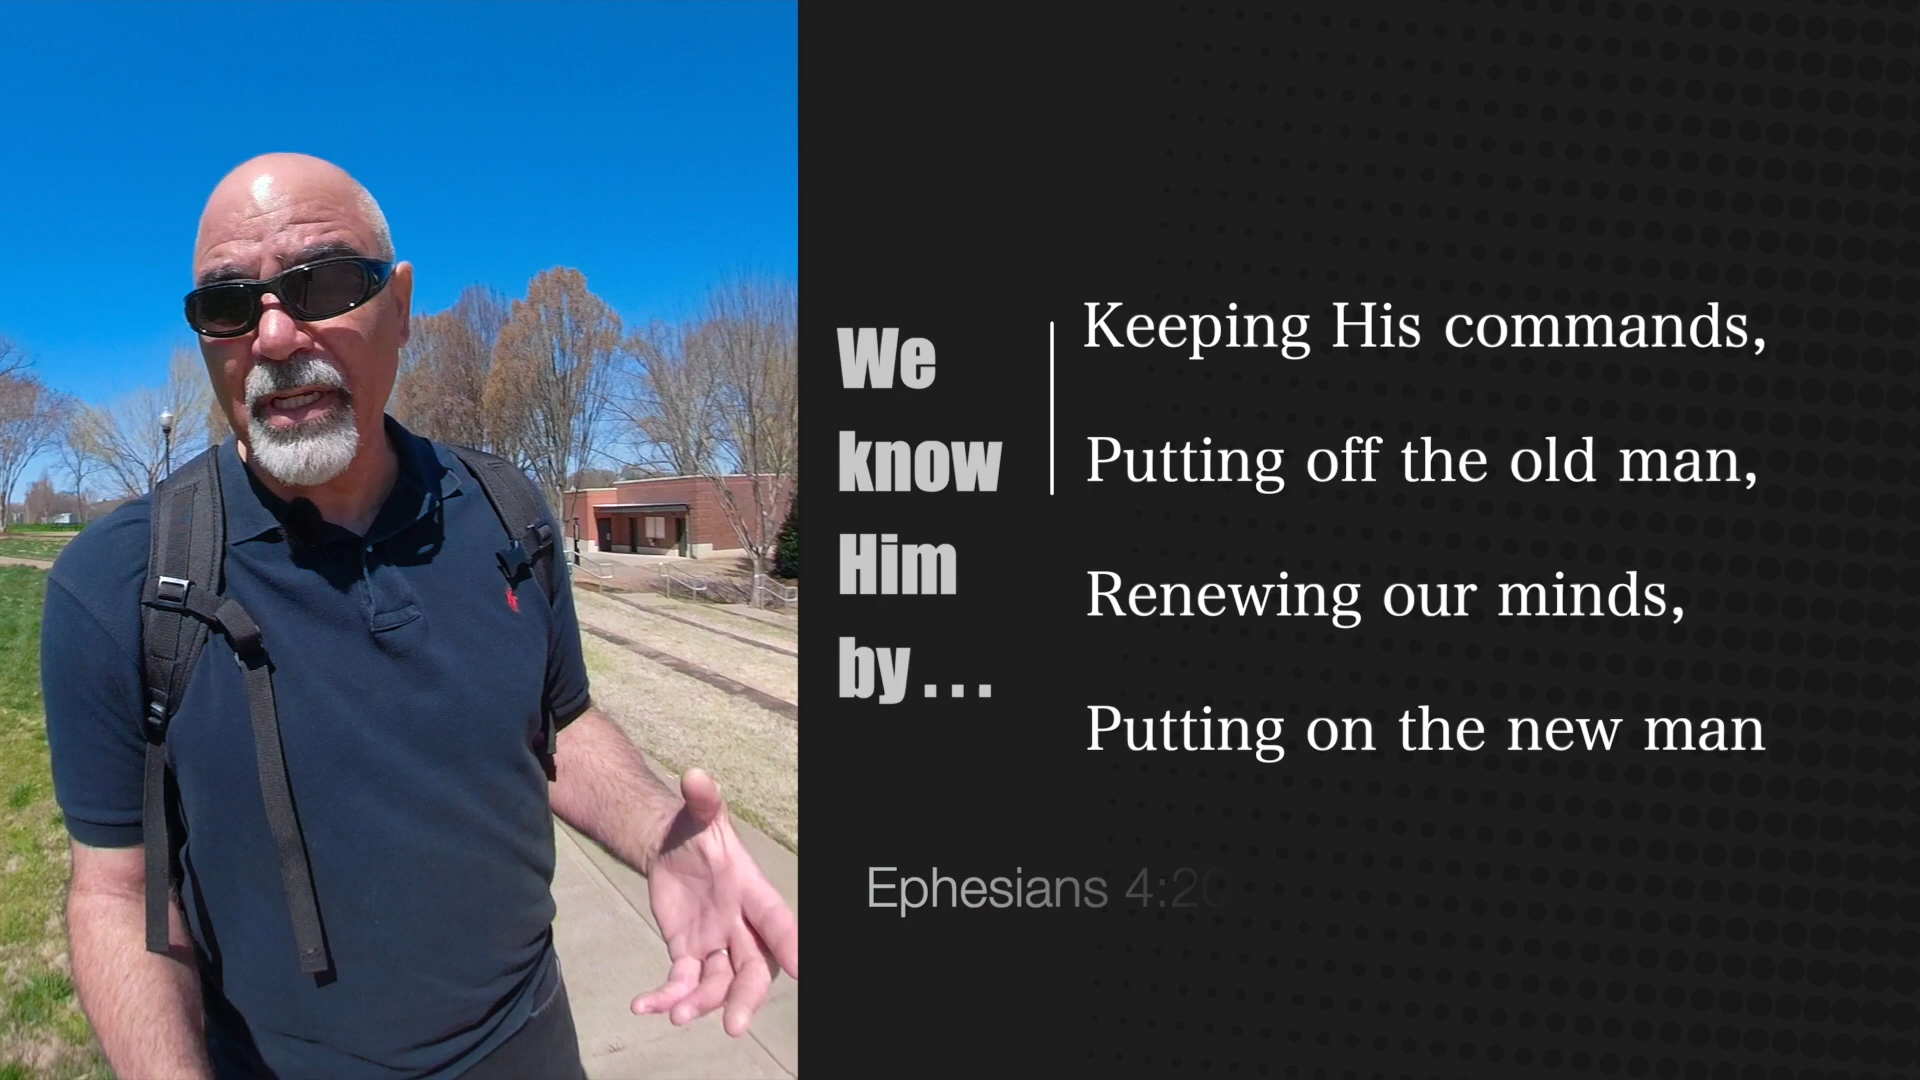 We
know
Him
by...
Keeping His commands,
Putting off the old man,
Renewing our minds,
Putting on the new man
Ephesians 4:20